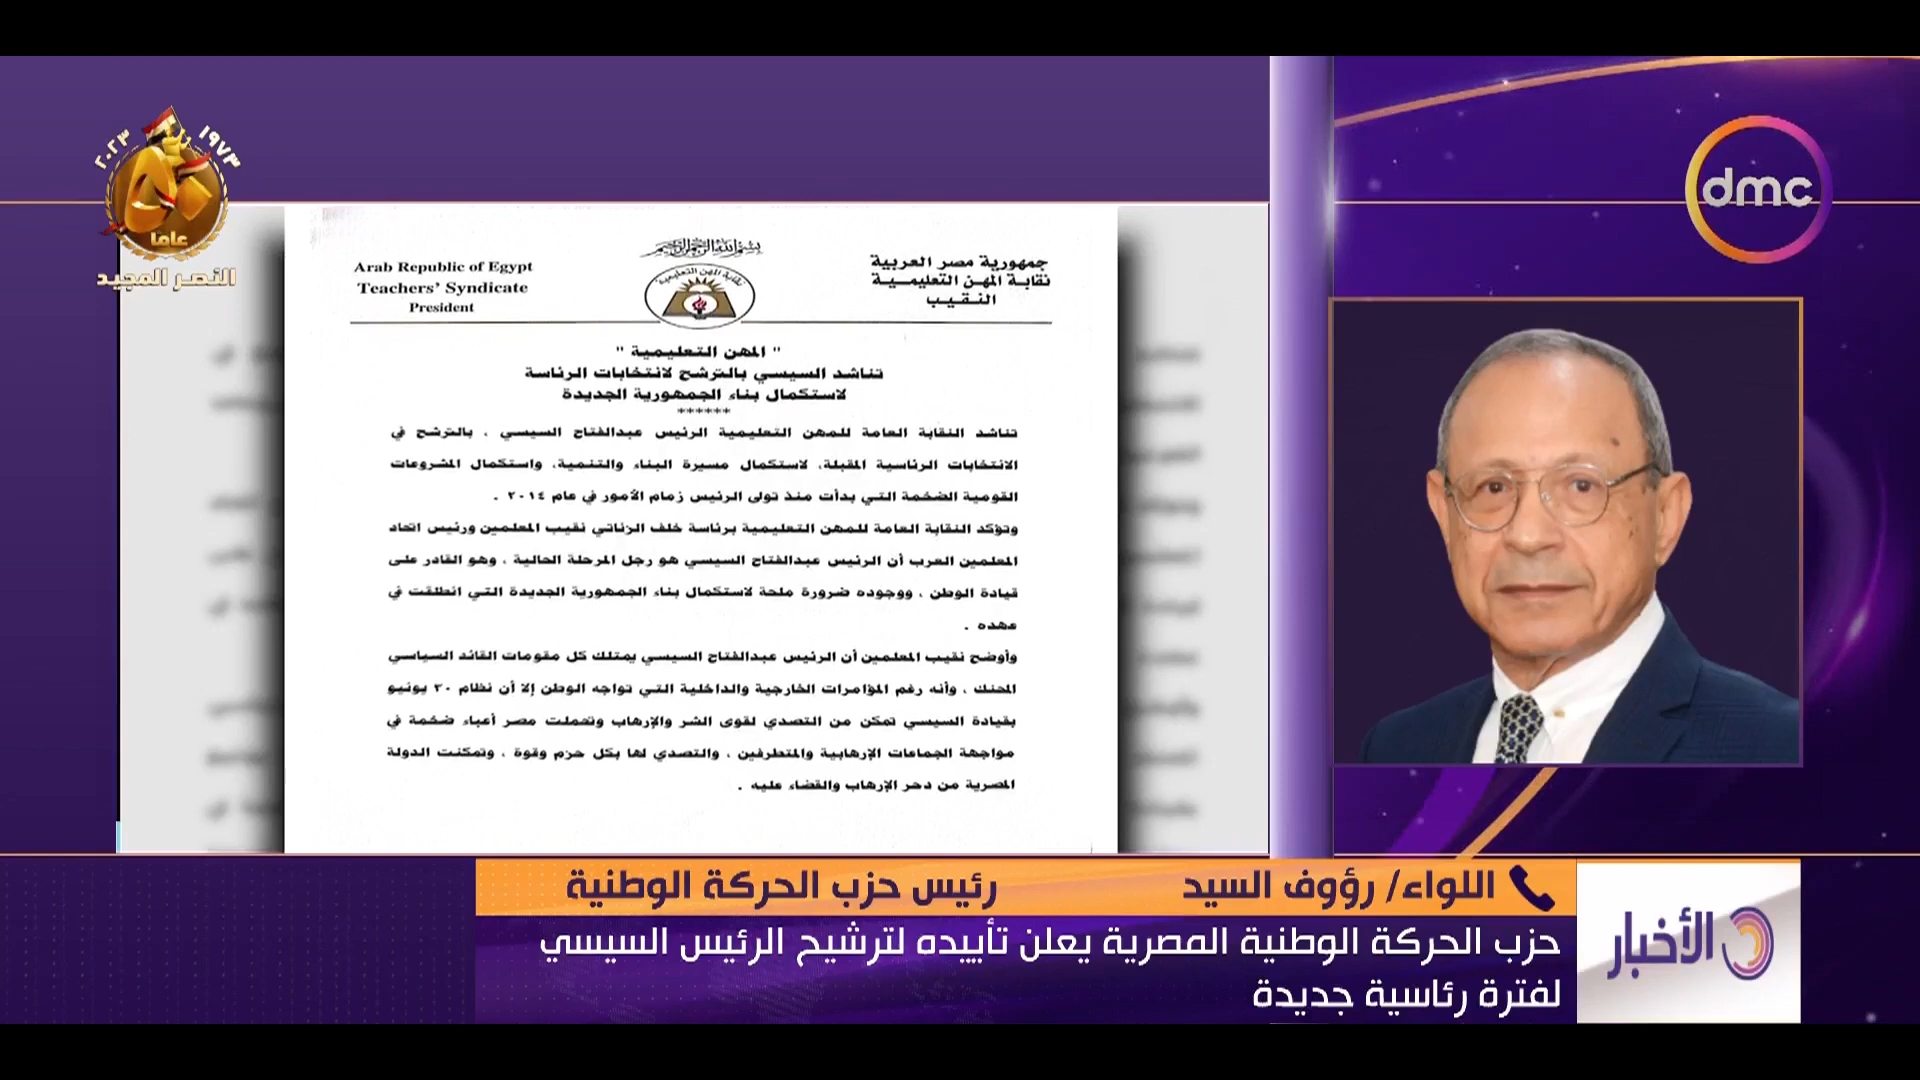 ١٩٧٣
٢٠٢٣
٥٠
عامًا
النصر المجيد
dmc
بسم الله الرحمن الرحيم
Arab Republic of Egypt
Teachers' Syndicate
President
نقابة المهن التعليمية
جمهورية مصر العربية
نقابة المهن التعليمية
النقيب
" المهن التعليمية "
تناشد السيسي بالترشح لانتخابات الرئاسة
لاستكمال بناء الجمهورية الجديدة
******
تناشد النقابة العامة للمهن التعليمية الرئيس عبدالفتاح السيسي ، بالترشح في
الانتخابات الرئاسية المقبلة، لاستكمال مسيرة البناء والتنمية، واستكمال المشروعات
القومية الضخمة التي بدأت منذ تولى الرئيس زمام الأمور في عام ٢٠١٤ .
وتؤكد النقابة العامة للمهن التعليمية برئاسة خلف الزناتي نقيب المعلمين ورئيس اتحاد
المعلمين العرب أن الرئيس عبدالفتاح السيسي هو رجل المرحلة الحالية ، وهو القادر على
قيادة الوطن ، ووجوده ضرورة ملحة لاستكمال بناء الجمهورية الجديدة التي انطلقت في
عهده .
وأوضح نقيب المعلمين أن الرئيس عبدالفتاح السيسي يمتلك كل مقومات القائد السياسي
المحنك ، وأنه رغم المؤامرات الخارجية والداخلية التي تواجه الوطن إلا أن نظام ٣٠ يونيو
بقيادة السيسي تمكن من التصدي لقوى الشر والإرهاب وتحملت مصر أعباء ضخمة في
مواجهة الجماعات الإرهابية والمتطرفين ، والتصدي لها بكل حزم وقوة ، وتمكنت الدولة
المصرية من دحر الإرهاب والقضاء عليه .
اللواء/ رؤوف السيد
رئيس حزب الحركة الوطنية
الأخبار
حزب الحركة الوطنية المصرية يعلن تأييده لترشيح الرئيس السيسي
لفترة رئاسية جديدة